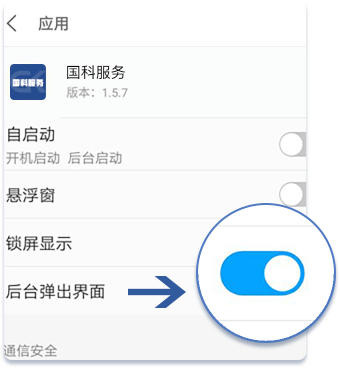 应用
国科服务
国科服务
版本：1.5.7
自启动
开机启动 后台启动
悬浮窗
锁屏显示
后台弹出界面
通信安全